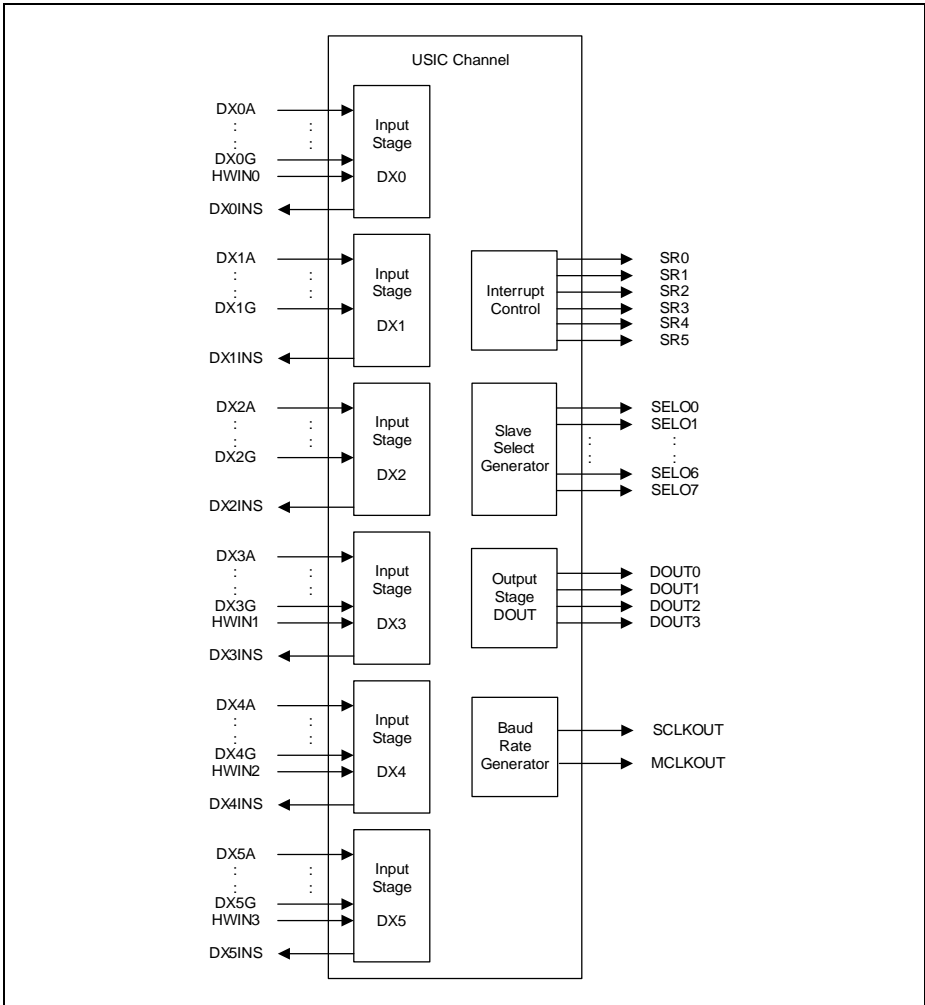 USIC Channel
DX0A
:
:
:
:
DX0G
HWIN0
DX0INS
Input
Stage
DX0
DX1A
:
:
:
:
DX1G
DX1INS
Input
Stage
DX1
DX2A
:
:
:
:
DX2G
DX2INS
Input
Stage
DX2
DX3A
:
:
:
:
DX3G
HWIN1
DX3INS
Input
Stage
DX3
DX4A
:
:
:
:
DX4G
HWIN2
DX4INS
Input
Stage
DX4
DX5A
:
:
:
:
DX5G
HWIN3
DX5INS
Input
Stage
DX5
Interrupt
Control
SR0
SR1
SR2
SR3
SR4
SR5
Slave
Select
Generator
SELO0
SELO1
:
:
:
:
SELO6
SELO7
Output
Stage
DOUT
DOUT0
DOUT1
DOUT2
DOUT3
Baud
Rate
Generator
SCLKOUT
MCLKOUT